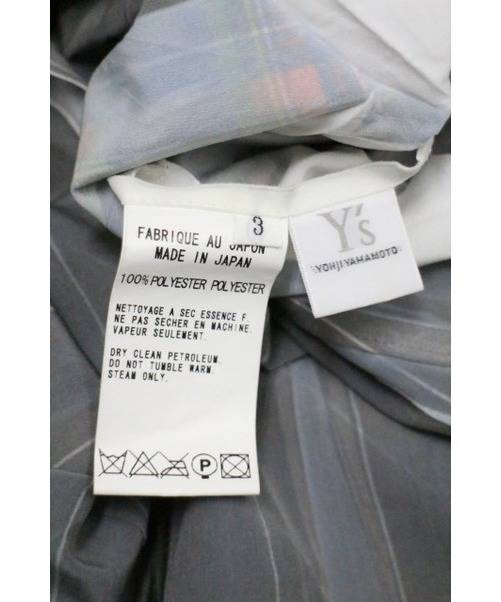 3
FABRIQUE AU JAPON
MADE IN JAPAN
100%POLYESTER POLYESTER
NETTOYAGE A SEC ESSENCE F.
NE PAS SECHER EN MACHINE.
VAPEUR SEULEMENT.
DRY CLEAN PETROLEUM.
DO NOT TUMBLE WARM.
STEAM ONLY.
P
Y's
YOHJI YAMAMOTO